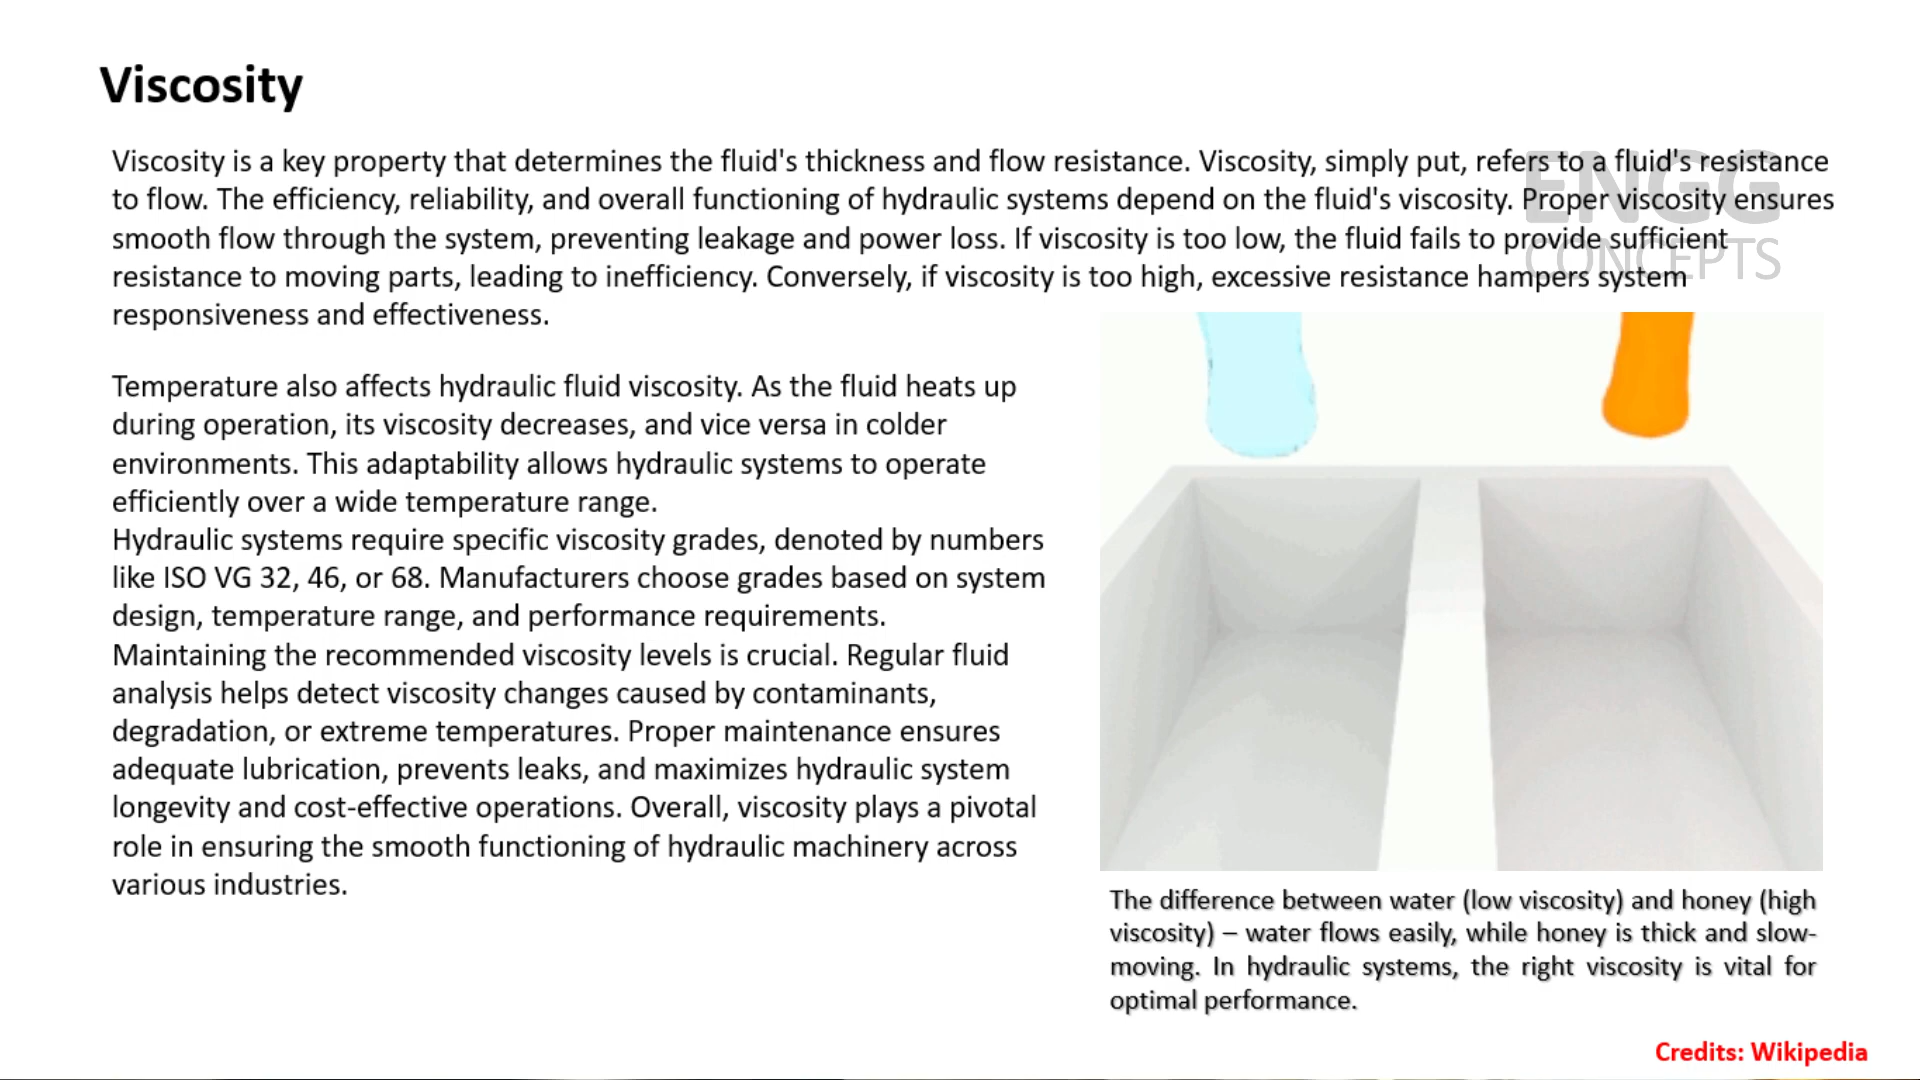 Viscosity
Viscosity is a key property that determines the fluid's thickness and flow resistance. Viscosity, simply put, refers to a fluid's resistance
to flow. The efficiency, reliability, and overall functioning of hydraulic systems depend on the fluid's viscosity. Proper viscosity ensures
smooth flow through the system, preventing leakage and power loss. If viscosity is too low, the fluid fails to provide sufficient
resistance to moving parts, leading to inefficiency. Conversely, if viscosity is too high, excessive resistance hampers system
responsiveness and effectiveness.
ENGG
CONCEPTS
Temperature also affects hydraulic fluid viscosity. As the fluid heats up
during operation, its viscosity decreases, and vice versa in colder
environments. This adaptability allows hydraulic systems to operate
efficiently over a wide temperature range.
Hydraulic systems require specific viscosity grades, denoted by numbers
like ISO VG 32, 46, or 68. Manufacturers choose grades based on system
design, temperature range, and performance requirements.
Maintaining the recommended viscosity levels is crucial. Regular fluid
analysis helps detect viscosity changes caused by contaminants,
degradation, or extreme temperatures. Proper maintenance ensures
adequate lubrication, prevents leaks, and maximizes hydraulic system
longevity and cost-effective operations. Overall, viscosity plays a pivotal
role in ensuring the smooth functioning of hydraulic machinery across
various industries.
The difference between water (low viscosity) and honey (high
viscosity) – water flows easily, while honey is thick and slow-
moving. In hydraulic systems, the right viscosity is vital for
optimal performance.
Credits: Wikipedia